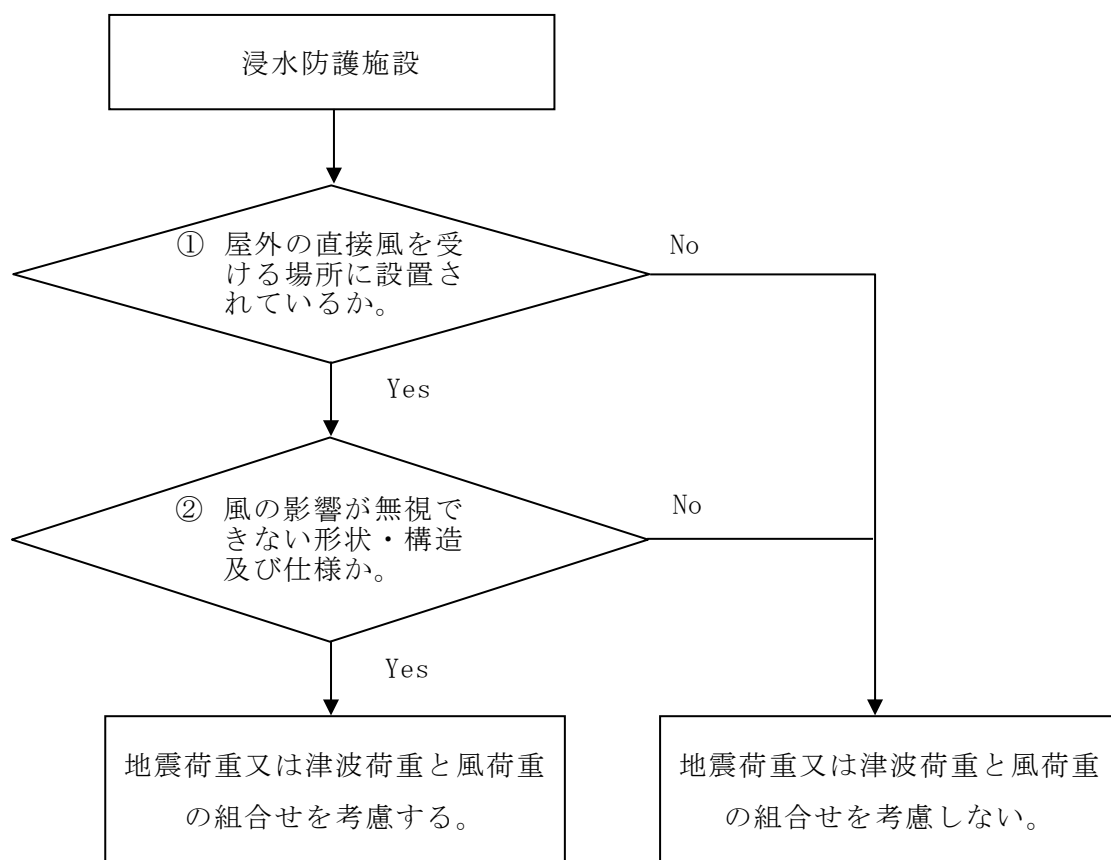 浸水防護施設
① 屋外の直接風を受
ける場所に設置さ
れているか。
No
Yes
② 風の影響が無視で
きない形状・構造
及び仕様か。
No
Yes
地震荷重又は津波荷重と風荷重
の組合せを考慮する。
地震荷重又は津波荷重と風荷重
の組合せを考慮しない。